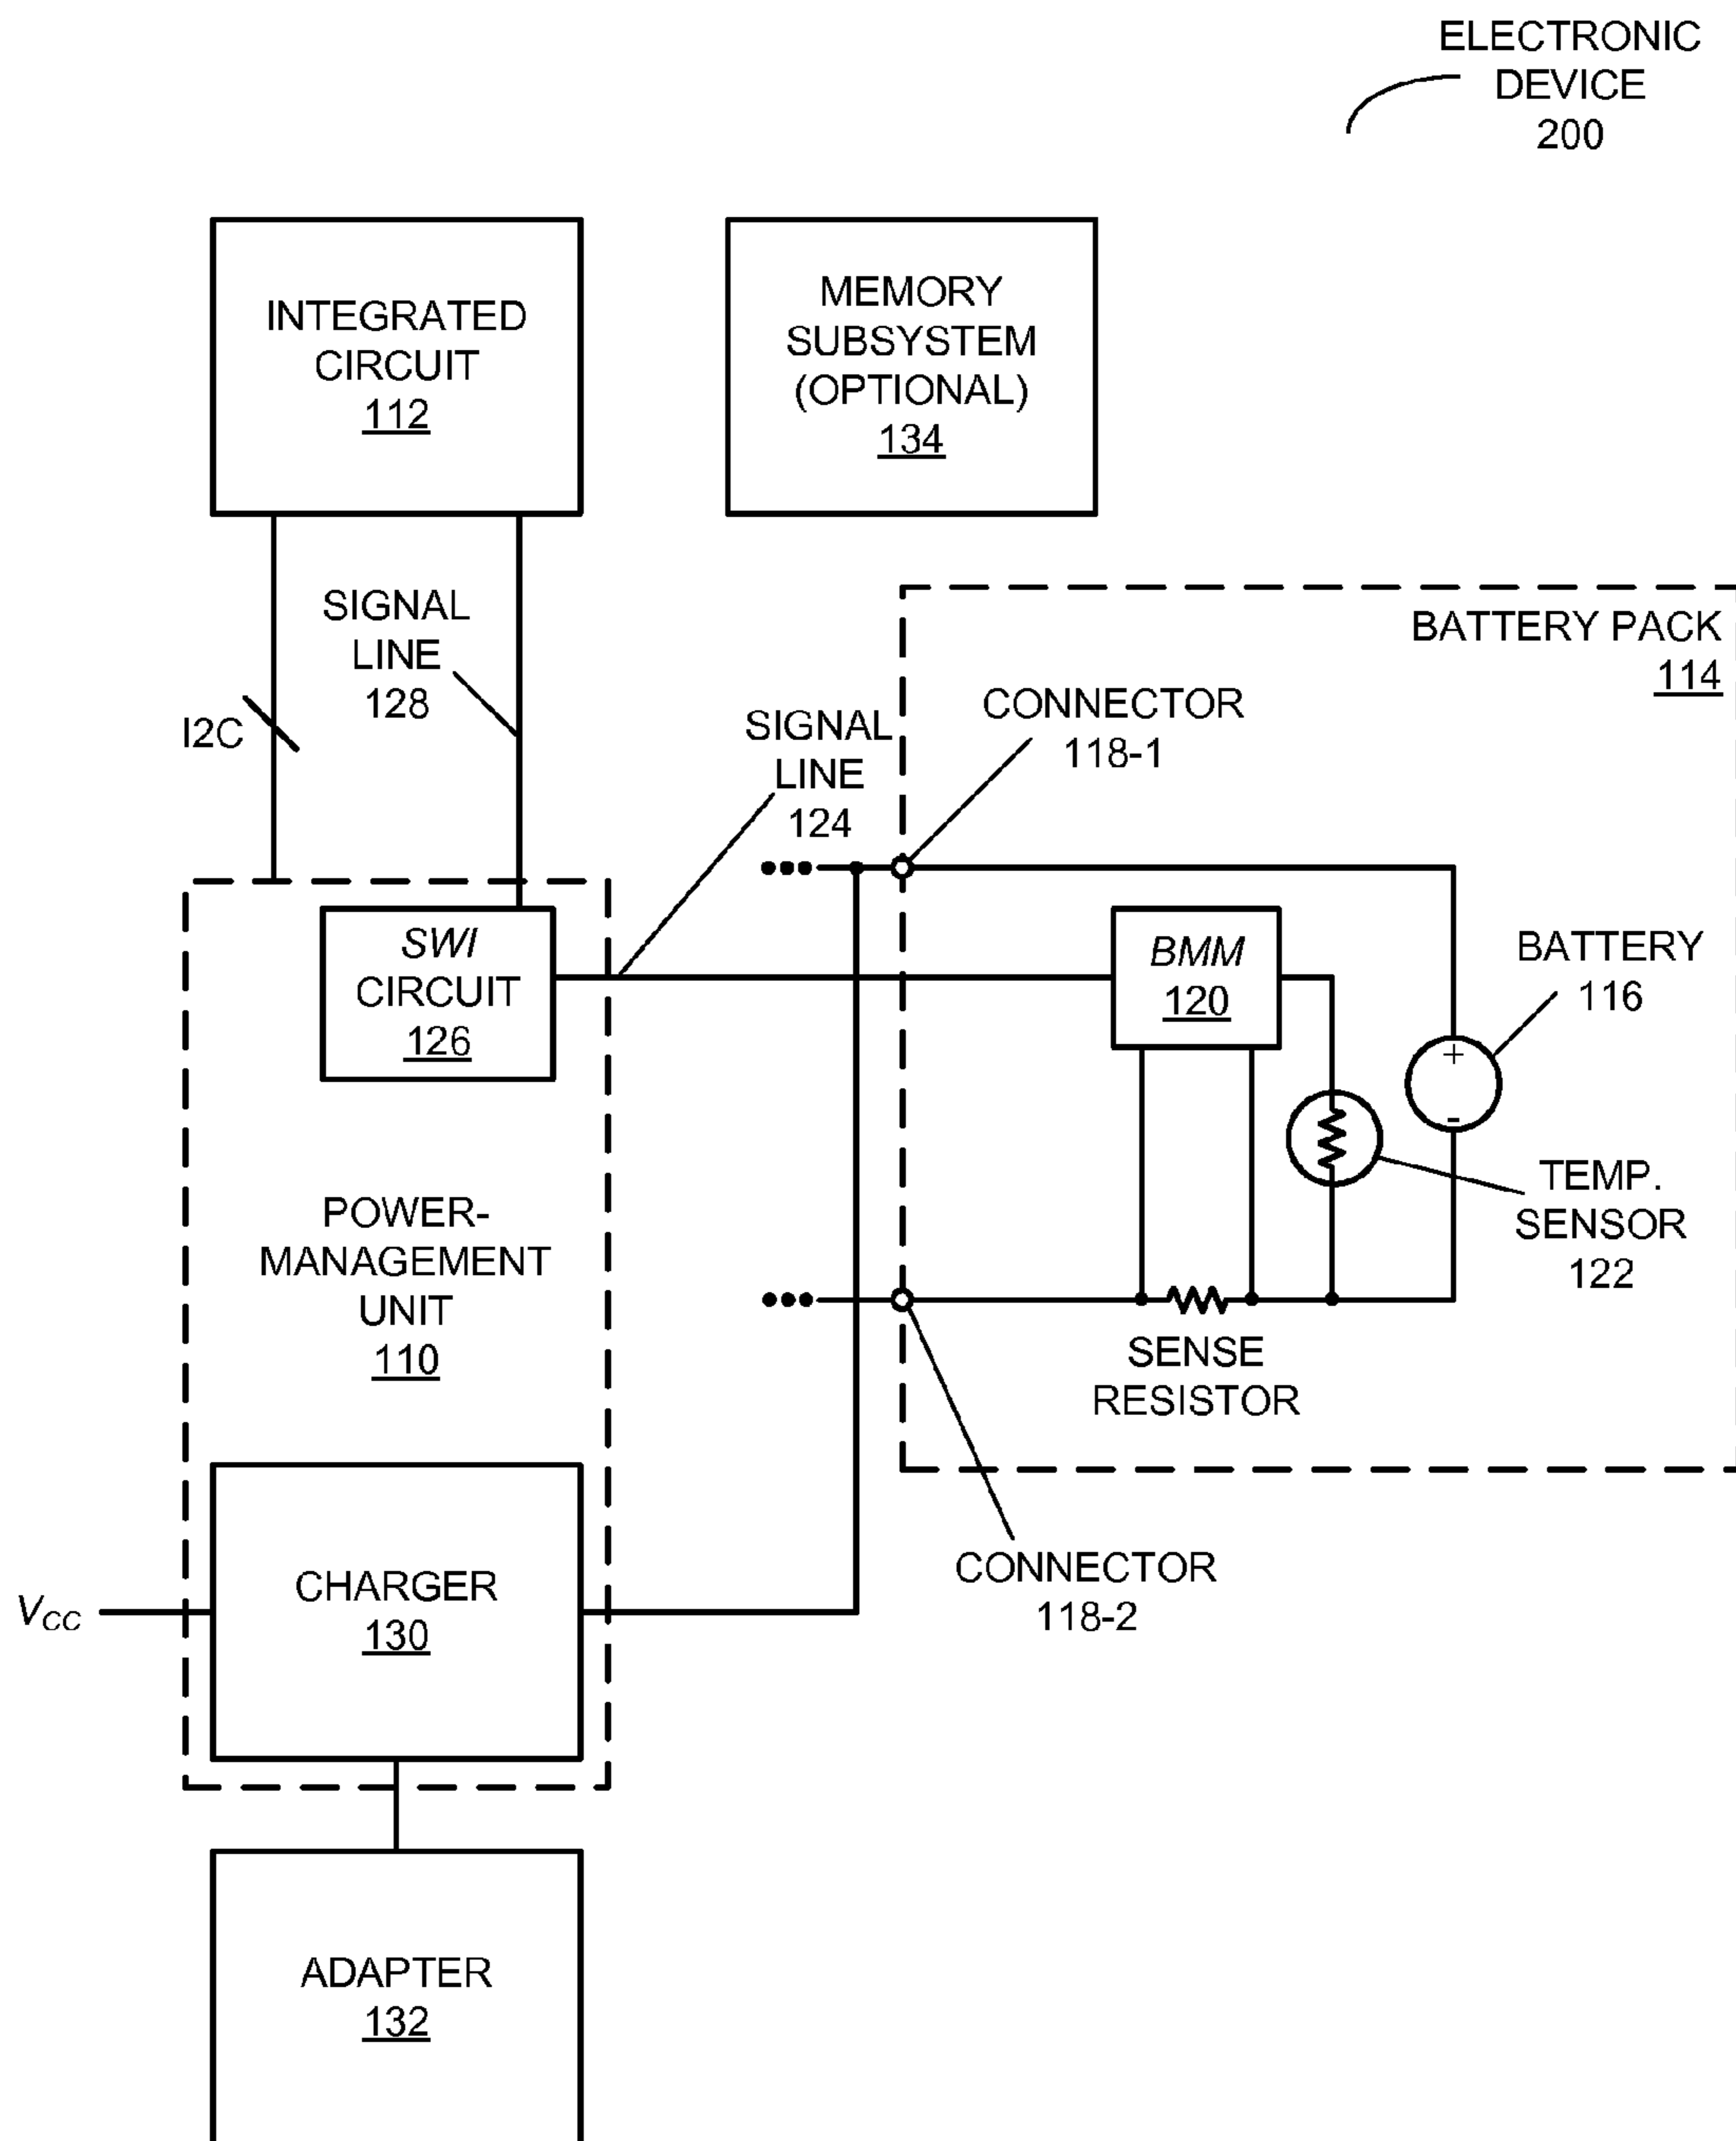 ELECTRONIC
DEVICE
200
INTEGRATED
CIRCUIT
112
MEMORY
SUBSYSTEM
(OPTIONAL)
134
SIGNAL
LINE
128
I2C
BATTERY PACK
114
CONNECTOR
118-1
SIGNAL
LINE
124
SWI
CIRCUIT
126
BMM
120
BATTERY
116
+
-
TEMP.
SENSOR
122
POWER-
MANAGEMENT
UNIT
110
SENSE
RESISTOR
CONNECTOR
118-2
VCC
CHARGER
130
ADAPTER
132